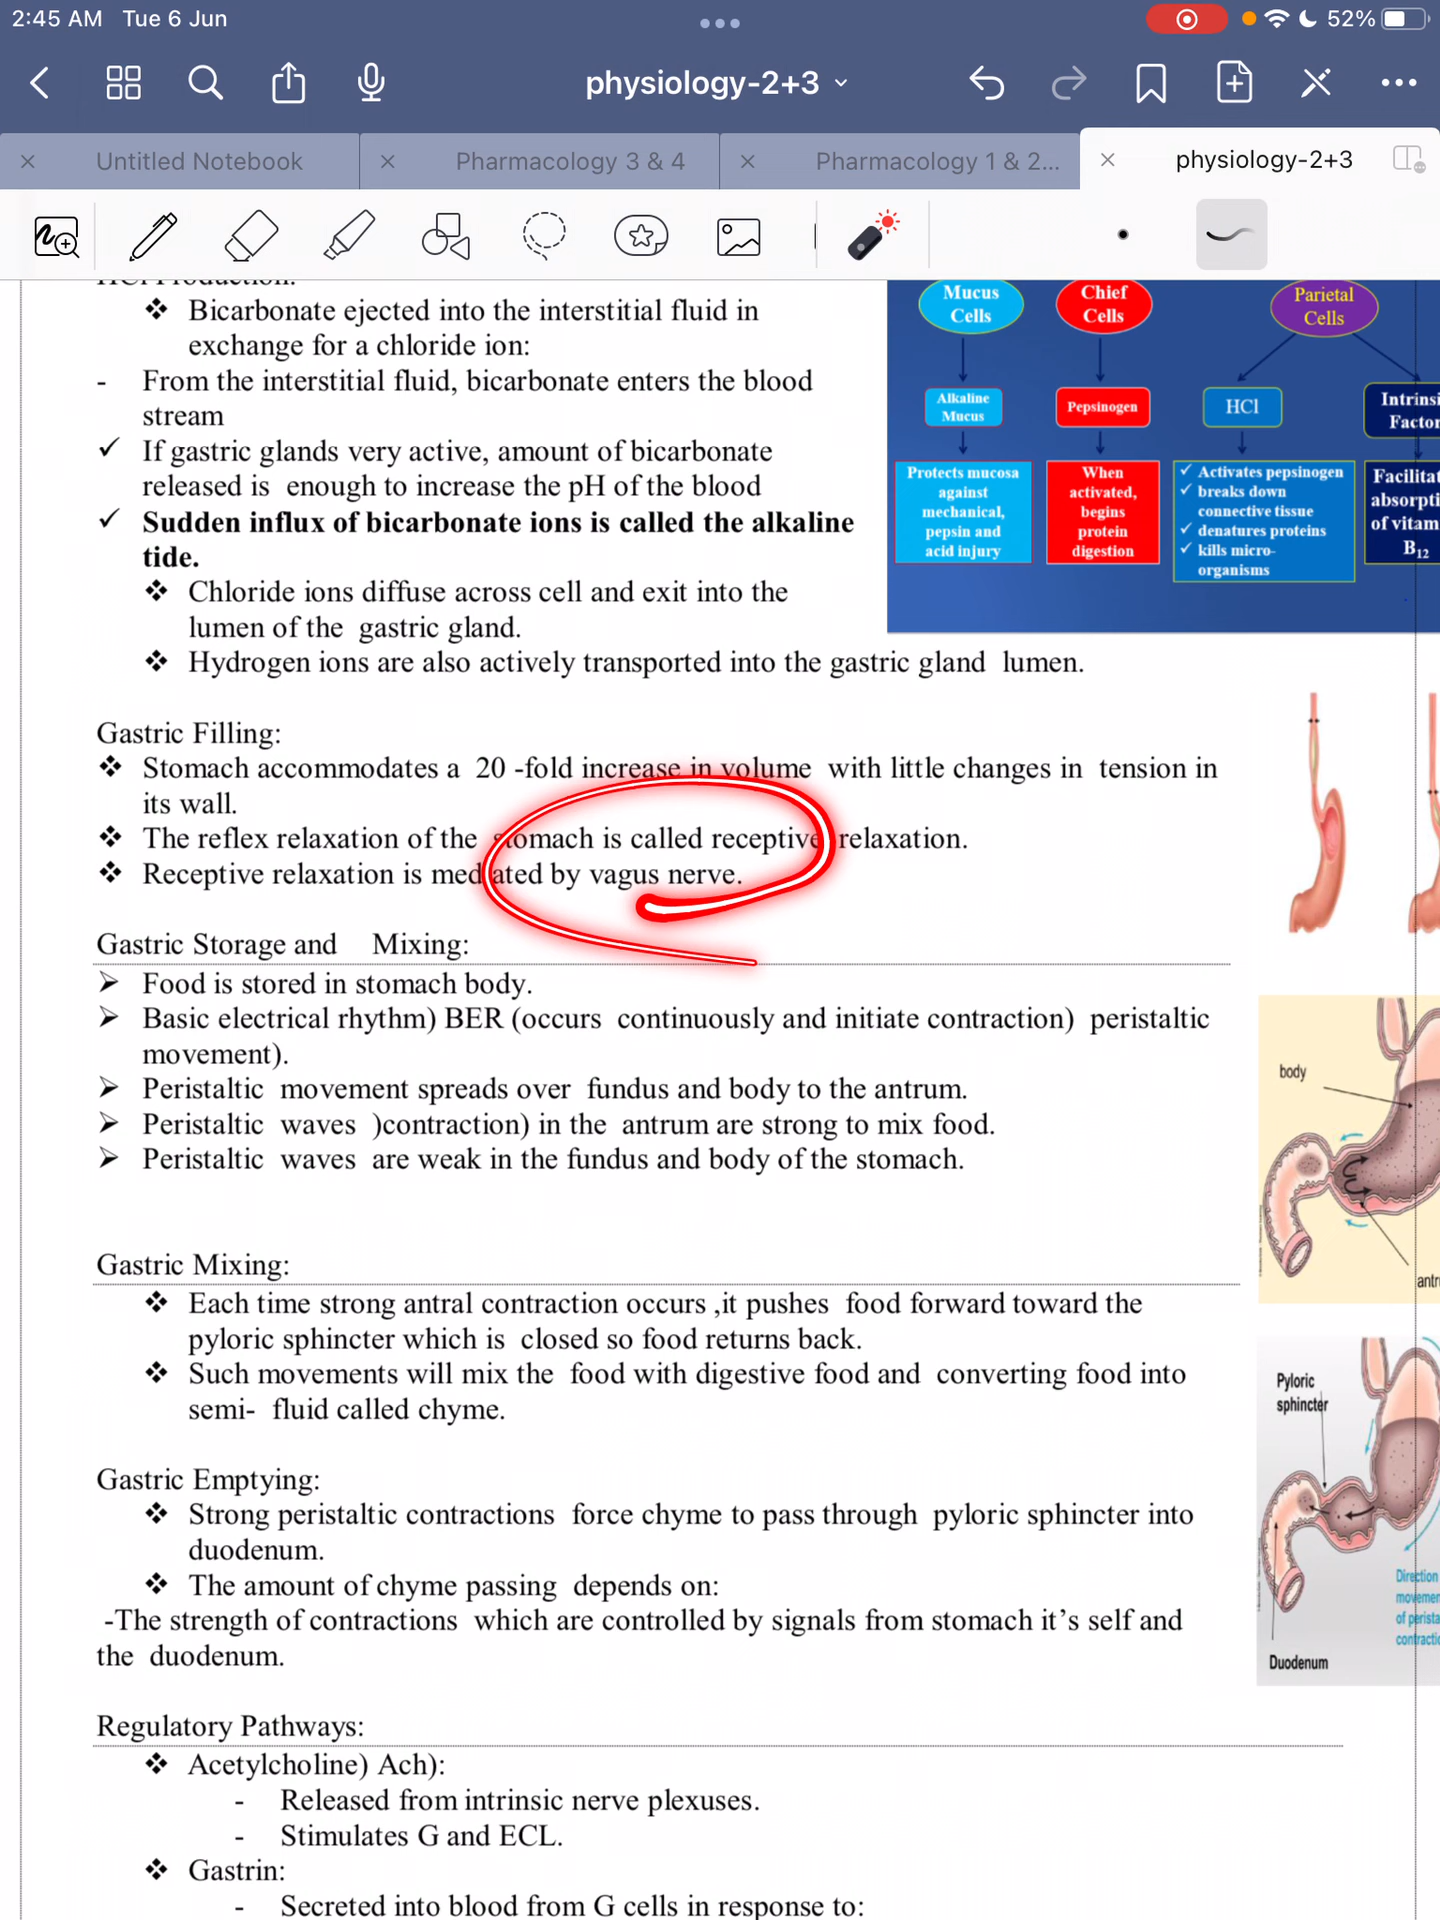 2:45 AM Tue 6 Jun
52%
physiology-2+3
Untitled Notebook
Pharmacology 3 & 4
Pharmacology 1 & 2...
physiology-2+3
❖ Bicarbonate ejected into the interstitial fluid in
exchange for a chloride ion:
- From the interstitial fluid, bicarbonate enters the blood
stream
✓ If gastric glands very active, amount of bicarbonate
released is enough to increase the pH of the blood
✓ Sudden influx of bicarbonate ions is called the alkaline
tide.
❖ Chloride ions diffuse across cell and exit into the
lumen of the gastric gland.
❖ Hydrogen ions are also actively transported into the gastric gland lumen.
Mucus
Cells
Chief
Cells
Parietal
Cells
Alkaline
Mucus
Pepsinogen
HCl
Intrinsi
Factor
Protects mucosa
against
mechanical,
pepsin and
acid injury
When
activated,
begins
protein
digestion
✓ Activates pepsinogen
✓ breaks down
connective tissue
✓ denatures proteins
✓ kills micro-
organisms
Facilitat
absorpti
of vitam
B12
Gastric Filling:
❖ Stomach accommodates a 20 -fold increase in volume with little changes in tension in
its wall.
❖ The reflex relaxation of the stomach is called receptive relaxation.
❖ Receptive relaxation is mediated by vagus nerve.
Gastric Storage and Mixing:
➢ Food is stored in stomach body.
➢ Basic electrical rhythm) BER (occurs continuously and initiate contraction) peristaltic
movement).
➢ Peristaltic movement spreads over fundus and body to the antrum.
➢ Peristaltic waves )contraction) in the antrum are strong to mix food.
➢ Peristaltic waves are weak in the fundus and body of the stomach.
body
antr
Gastric Mixing:
❖ Each time strong antral contraction occurs ,it pushes food forward toward the
pyloric sphincter which is closed so food returns back.
❖ Such movements will mix the food with digestive food and converting food into
semi- fluid called chyme.
Pyloric
sphincter
Direction
movemen
of perista
contractio
Duodenum
Gastric Emptying:
❖ Strong peristaltic contractions force chyme to pass through pyloric sphincter into
duodenum.
❖ The amount of chyme passing depends on:
-The strength of contractions which are controlled by signals from stomach it's self and
the duodenum.
Regulatory Pathways:
❖ Acetylcholine) Ach):
- Released from intrinsic nerve plexuses.
- Stimulates G and ECL.
❖ Gastrin:
- Secreted into blood from G cells in response to: